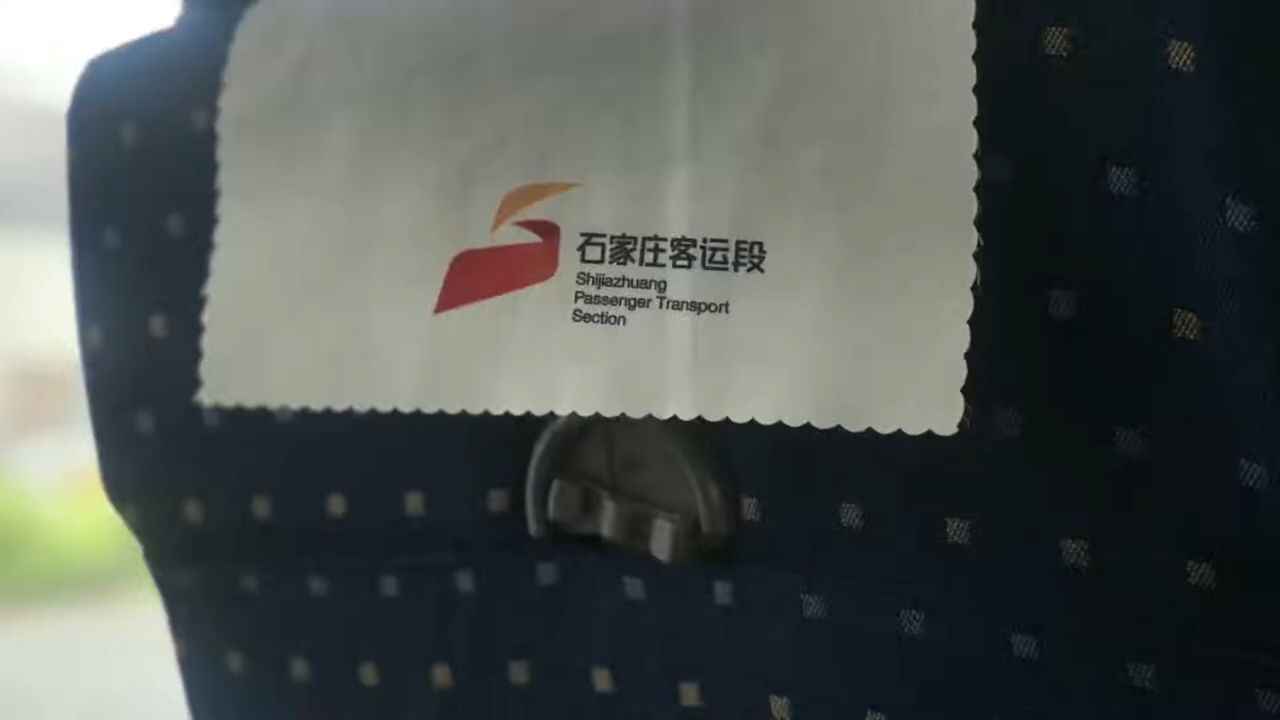 石家庄客运段
Shijiazhuang
Passenger Transport
Section